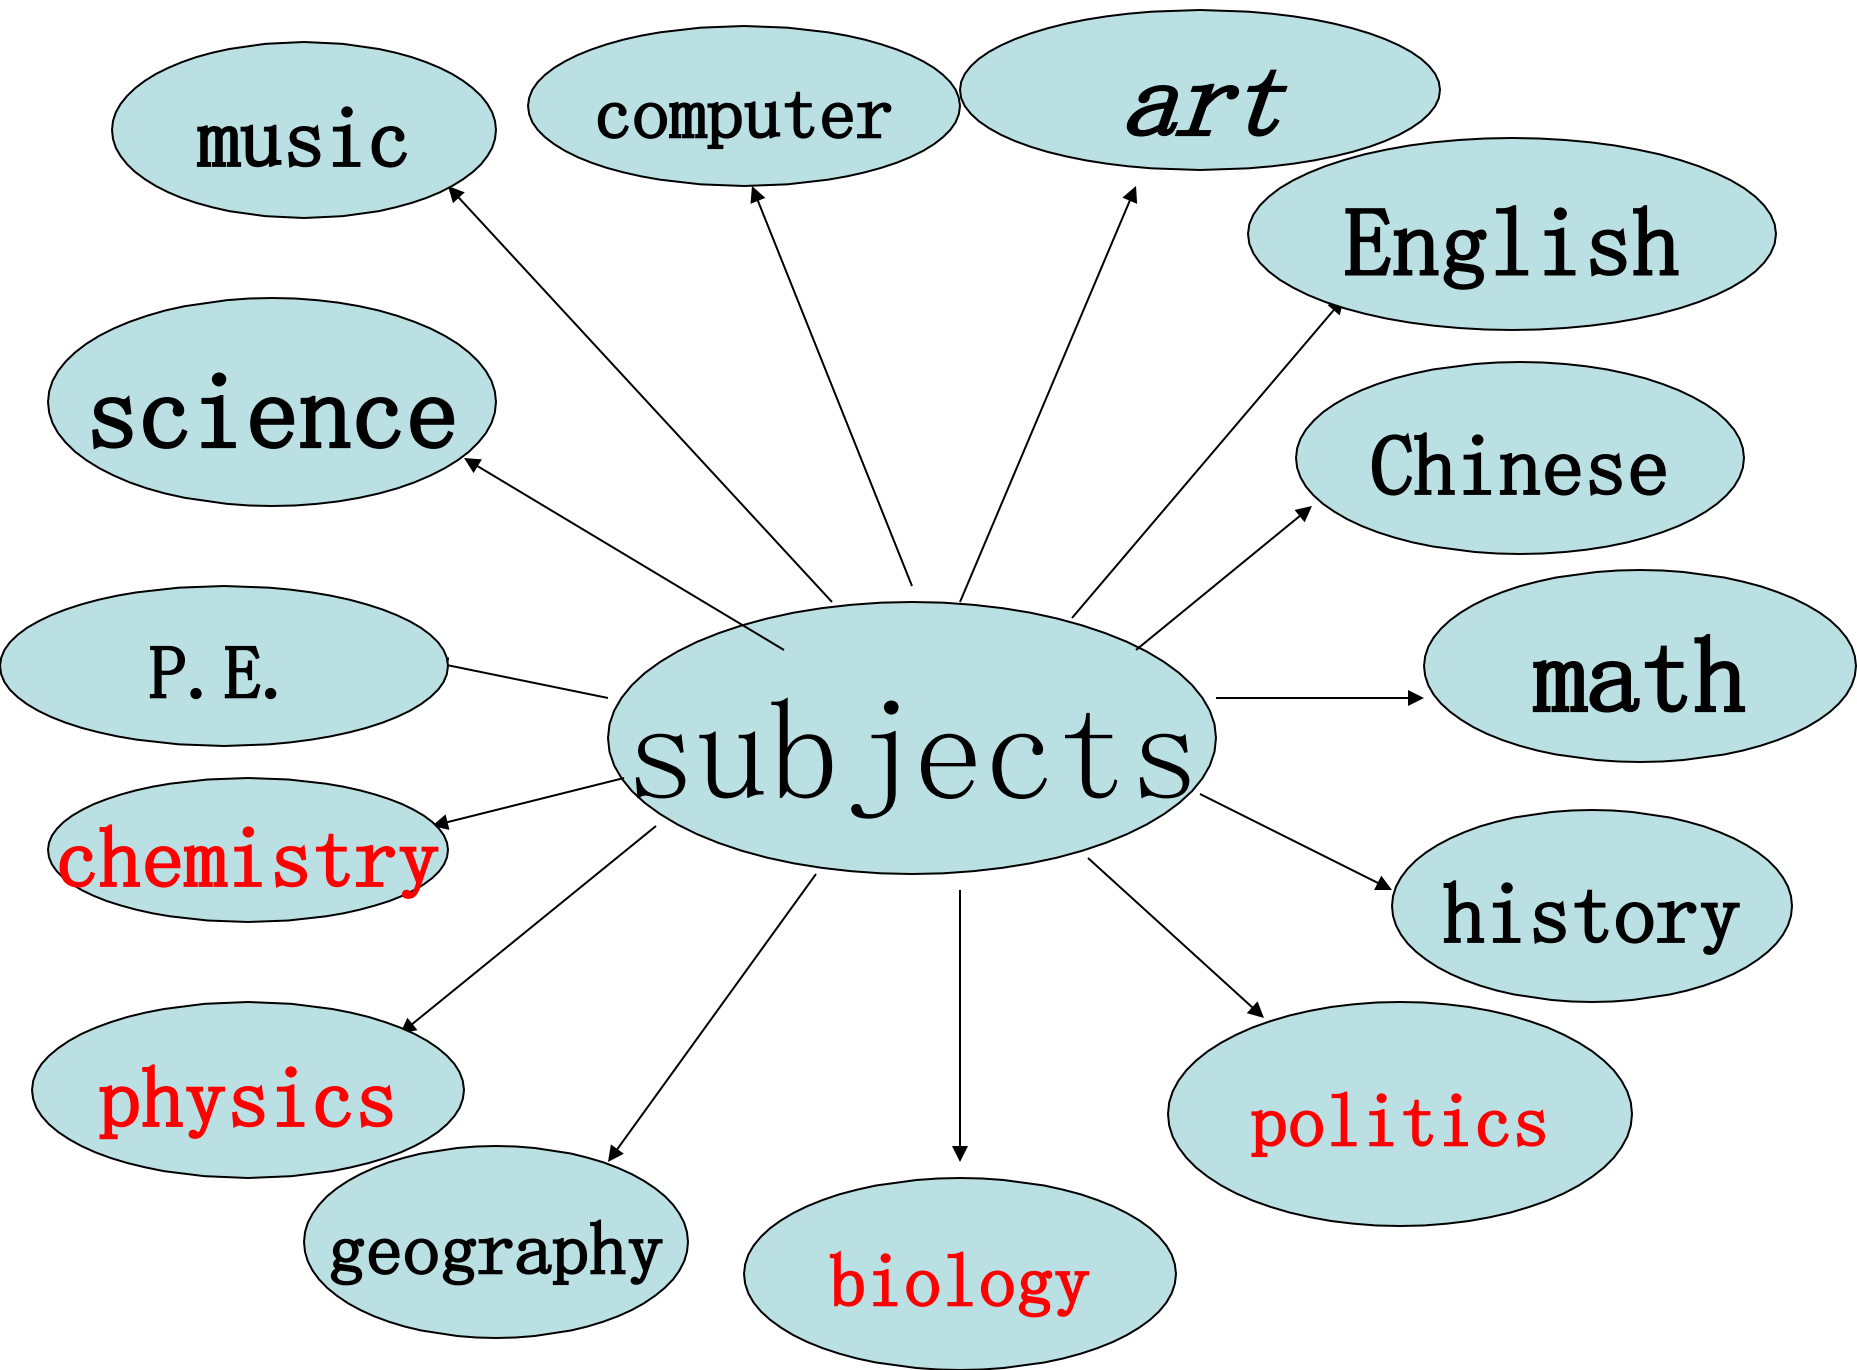 music
computer
art
English
science
Chinese
P.E.
math
subjects
chemistry
history
physics
politics
geography
biology